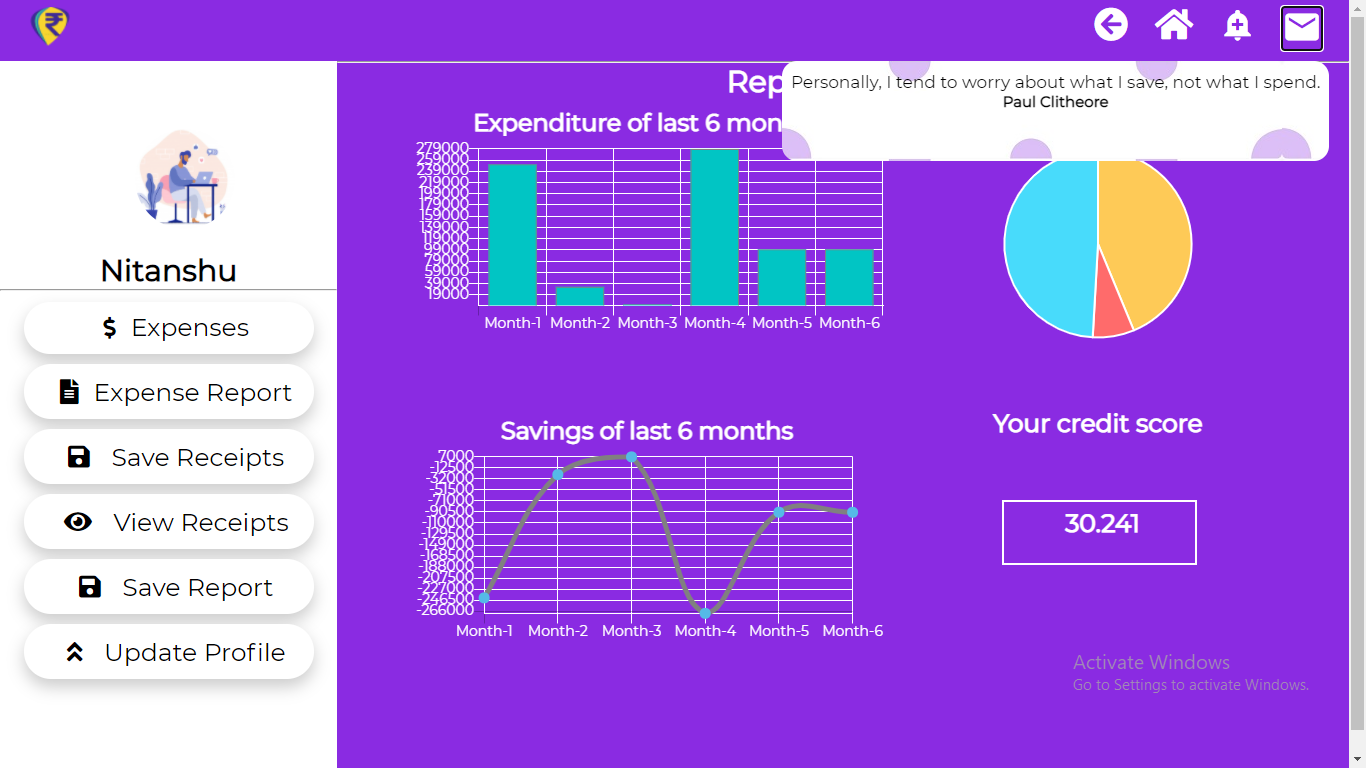 Rep
Personally, I tend to worry about what I save, not what I spend.
Paul Clitheore
Nitanshu
Expenses
Expense Report
Save Receipts
View Receipts
Save Report
Update Profile
Expenditure of last 6 mon
279000
259000
239000
219000
199000
179000
159000
139000
119000
99000
79000
59000
39000
19000
Month-1 Month-2 Month-3 Month-4 Month-5 Month-6
Savings of last 6 months
7000
-12500
-32000
-51500
-71000
-90500
-110000
-129500
-149000
-168500
-188000
-207500
-227000
-246500
-266000
Month-1 Month-2 Month-3 Month-4 Month-5 Month-6
Your credit score
30.241
Activate Windows
Go to Settings to activate Windows.